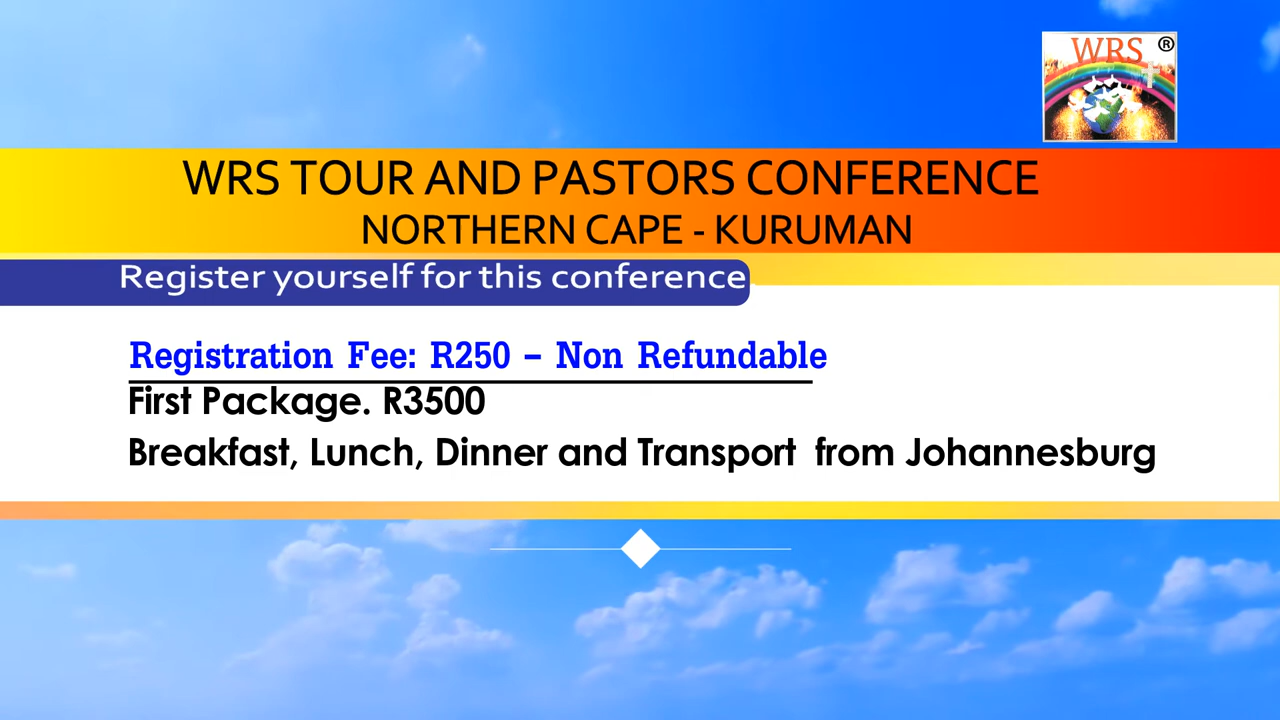 WRS ®
WRS TOUR AND PASTORS CONFERENCE
NORTHERN CAPE - KURUMAN
Register yourself for this conference
Registration Fee: R250 – Non Refundable
First Package. R3500
Breakfast, Lunch, Dinner and Transport from Johannesburg